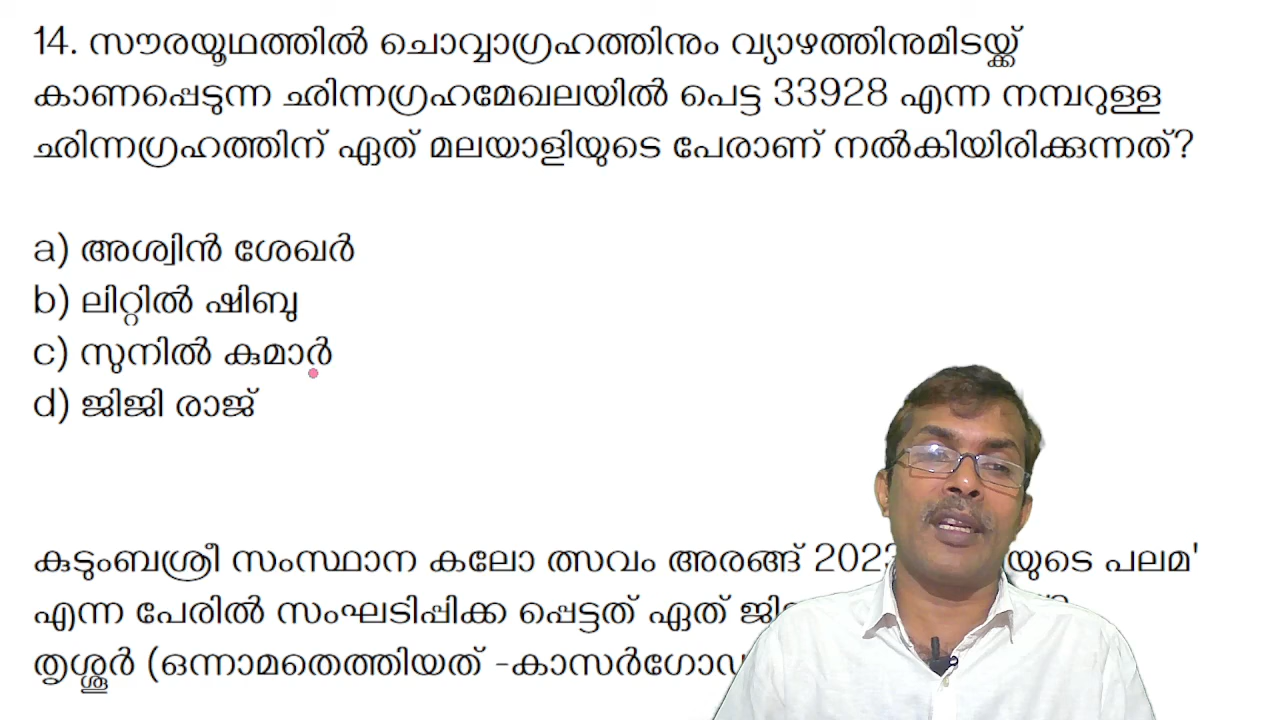 14. സൗരയൂഥത്തിൽ ചൊവ്വാഗ്രഹത്തിനും വ്യാഴത്തിനുമിടയ്ക്ക്
കാണപ്പെടുന്ന ഛിന്നഗ്രഹമേഖലയിൽ പെട്ട 33928 എന്ന നമ്പറുള്ള
ഛിന്നഗ്രഹത്തിന് ഏത് മലയാളിയുടെ പേരാണ് നൽകിയിരിക്കുന്നത്?
a) അശ്വിൻ ശേഖർ
b) ലിറ്റിൽ ഷിബു
c) സുനിൽ കുമാർ
d) ജിജി രാജ്
കുടുംബശ്രീ സംസ്ഥാന കലോ ത്സവം അരങ്ങ് യുടെ പലമ'
എന്ന പേരിൽ സംഘടിപ്പിക്ക പ്പെട്ടത് ഏത്
തൃശ്ശൂർ (ഒന്നാമതെത്തിയത് -കാസർഗോഡ